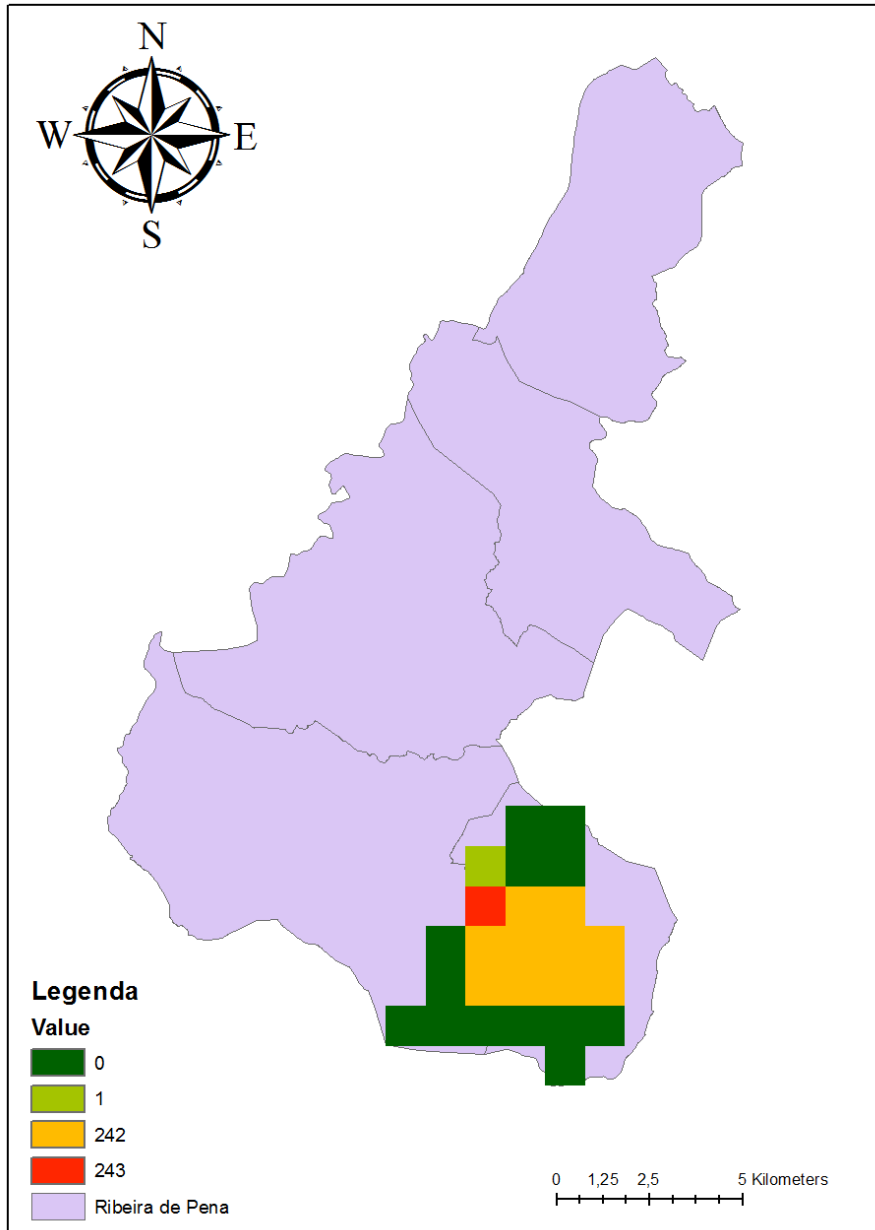 N
W E
S
Legenda
Value
0
1
242
243
Ribeira de Pena
0 1,25 2,5 5 Kilometers